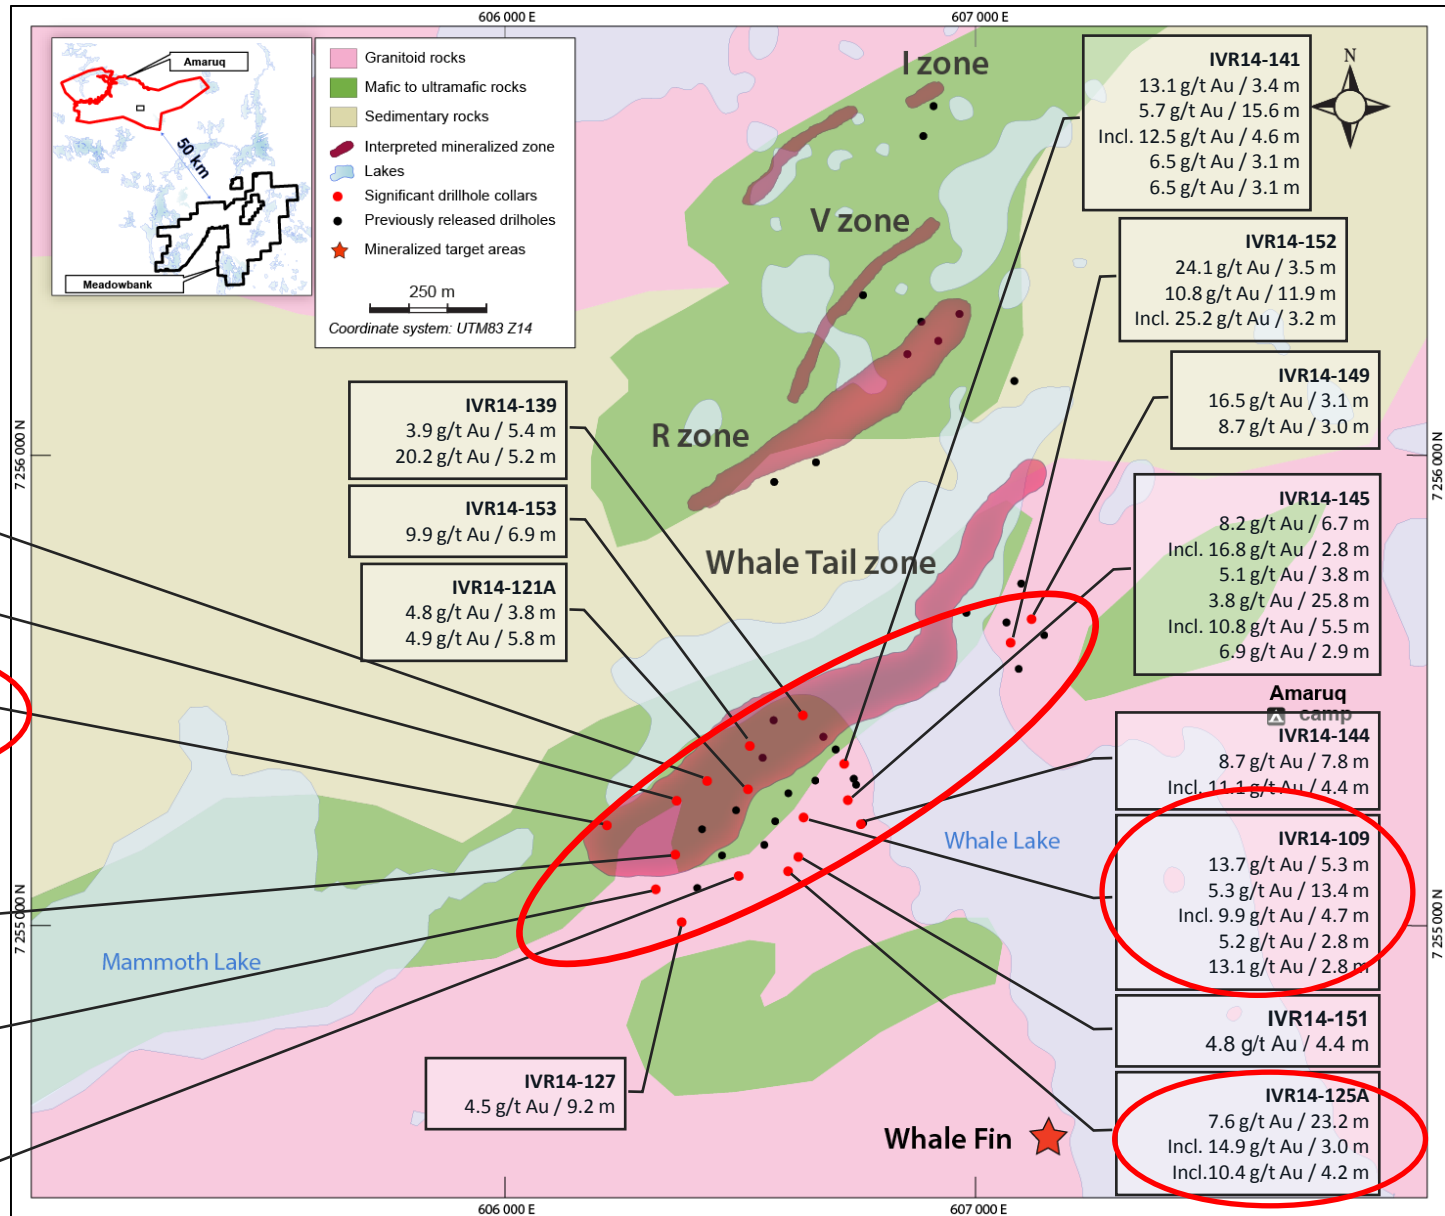 606 000 E
607 000 E
Amaruq
50 km
Meadowbank
Granitoid rocks
Mafic to ultramafic rocks
Sedimentary rocks
Interpreted mineralized zone
Lakes
Significant drillhole collars
Previously released drilholes
Mineralized target areas
250 m
Coordinate system: UTM83 Z14
I zone
V zone
R zone
Whale Tail zone
N
IVR14-141
13.1 g/t Au / 3.4 m
5.7 g/t Au / 15.6 m
Incl. 12.5 g/t Au / 4.6 m
6.5 g/t Au / 3.1 m
6.5 g/t Au / 3.1 m
IVR14-152
24.1 g/t Au / 3.5 m
10.8 g/t Au / 11.9 m
Incl. 25.2 g/t Au / 3.2 m
IVR14-149
16.5 g/t Au / 3.1 m
8.7 g/t Au / 3.0 m
IVR14-139
3.9 g/t Au / 5.4 m
20.2 g/t Au / 5.2 m
IVR14-153
9.9 g/t Au / 6.9 m
IVR14-121A
4.8 g/t Au / 3.8 m
4.9 g/t Au / 5.8 m
7 256 000 N
7 256 000 N
IVR14-145
8.2 g/t Au / 6.7 m
Incl. 16.8 g/t Au / 2.8 m
5.1 g/t Au / 3.8 m
3.8 g/t Au / 25.8 m
Incl. 10.8 g/t Au / 5.5 m
6.9 g/t Au / 2.9 m
Amaruq
camp
IVR14-144
8.7 g/t Au / 7.8 m
Incl. 11.1 g/t Au / 4.4 m
Whale Lake
IVR14-109
13.7 g/t Au / 5.3 m
5.3 g/t Au / 13.4 m
Incl. 9.9 g/t Au / 4.7 m
5.2 g/t Au / 2.8 m
13.1 g/t Au / 2.8 m
7 255 000 N
7 255 000 N
Mammoth Lake
IVR14-151
4.8 g/t Au / 4.4 m
IVR14-127
4.5 g/t Au / 9.2 m
IVR14-125A
7.6 g/t Au / 23.2 m
Incl. 14.9 g/t Au / 3.0 m
Incl.10.4 g/t Au / 4.2 m
Whale Fin
606 000 E
607 000 E